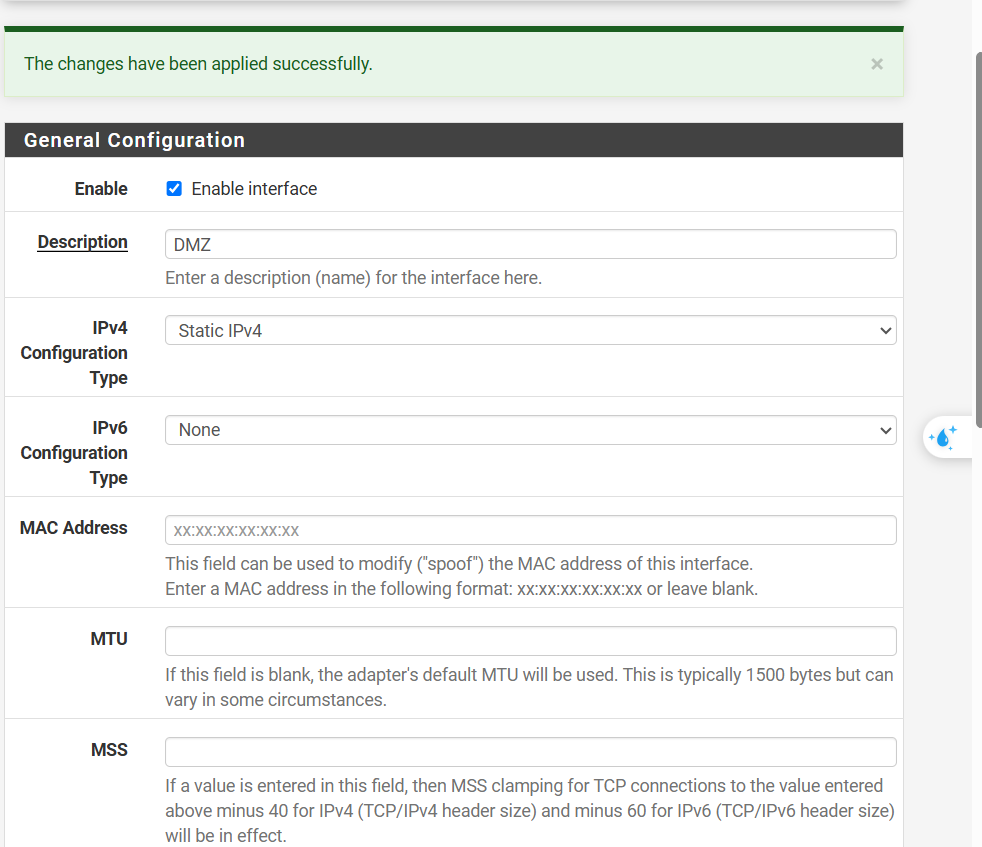 The changes have been applied successfully.
×
General Configuration
Enable
Enable interface
Description
DMZ
Enter a description (name) for the interface here.
IPv4
Configuration
Type
Static IPv4
IPv6
Configuration
Type
None
MAC Address
xx:xx:xx:xx:xx:xx
This field can be used to modify ("spoof") the MAC address of this interface.
Enter a MAC address in the following format: xx:xx:xx:xx:xx:xx or leave blank.
MTU
If this field is blank, the adapter's default MTU will be used. This is typically 1500 bytes but can
vary in some circumstances.
MSS
If a value is entered in this field, then MSS clamping for TCP connections to the value entered
above minus 40 for IPv4 (TCP/IPv4 header size) and minus 60 for IPv6 (TCP/IPv6 header size)
will be in effect.